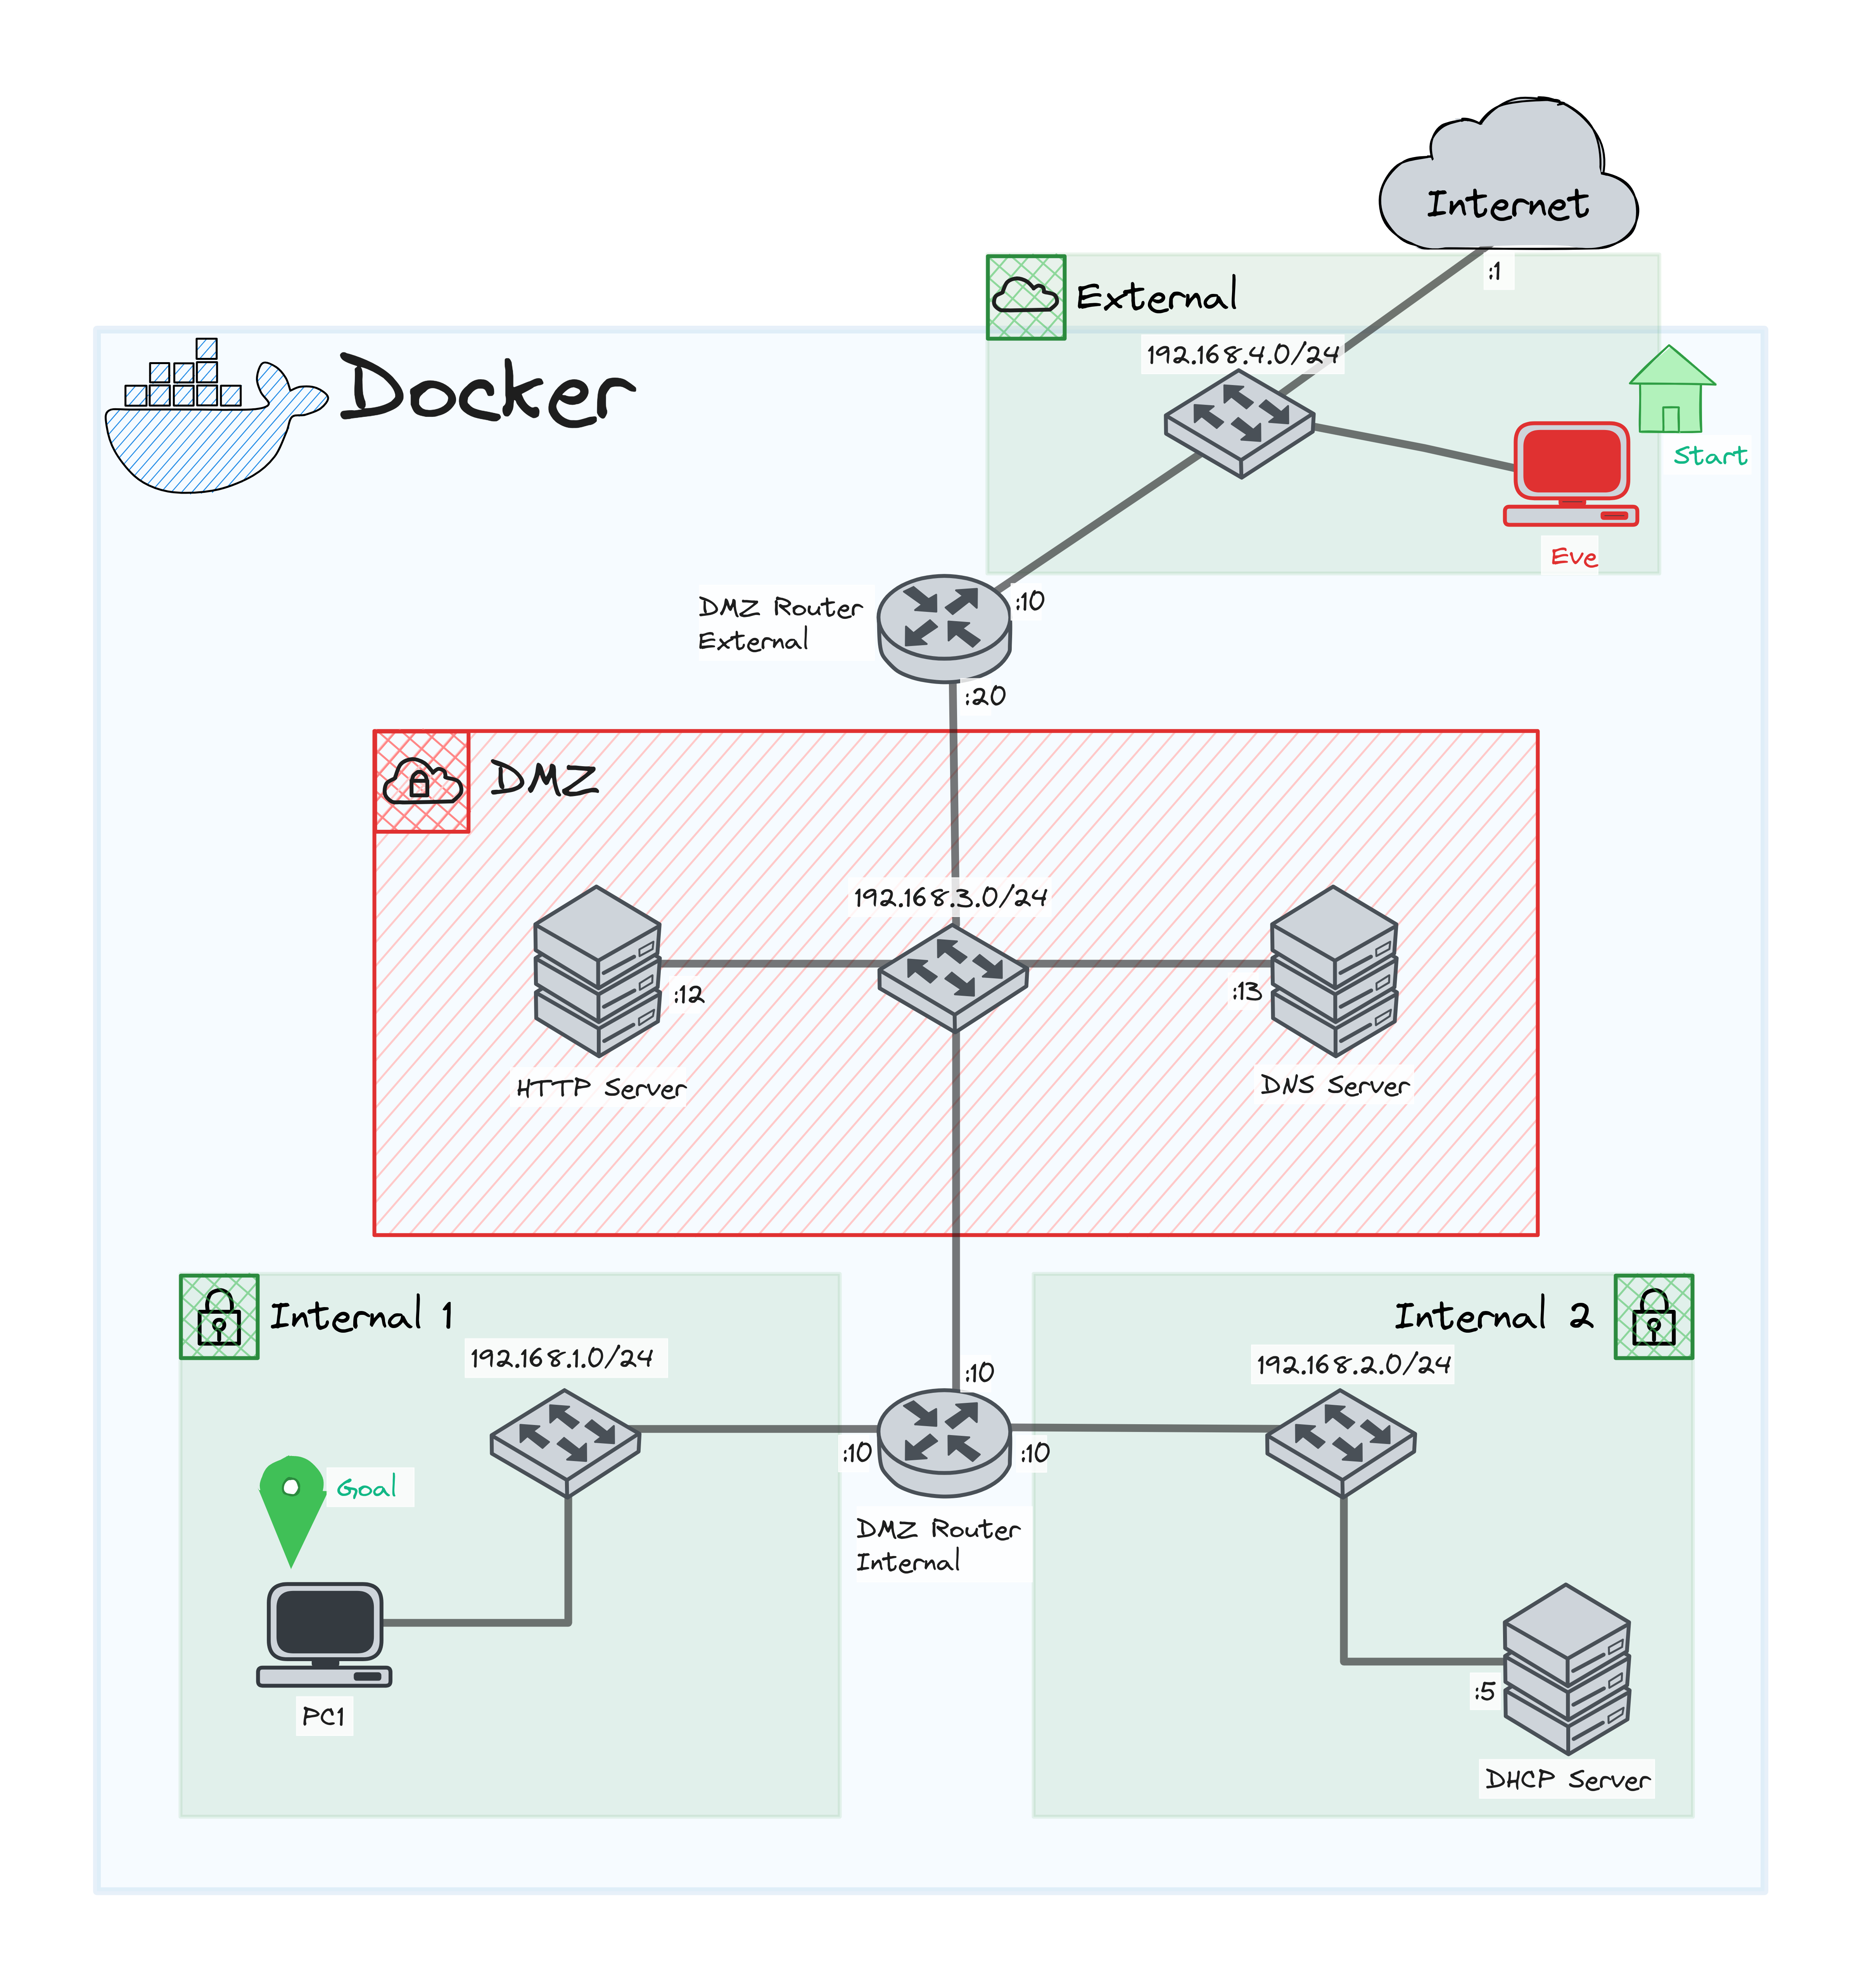 Internet
:1
External
192.168.4.0/24
Docker
Start
Eve
DMZ Router
External
:10
:20
DMZ
192.168.3.0/24
:12
:13
HTTP Server
DNS Server
Internal 1
Internal 2
192.168.1.0/24
192.168.2.0/24
:10
:10
:10
Goal
DMZ Router
Internal
PC1
:5
DHCP Server